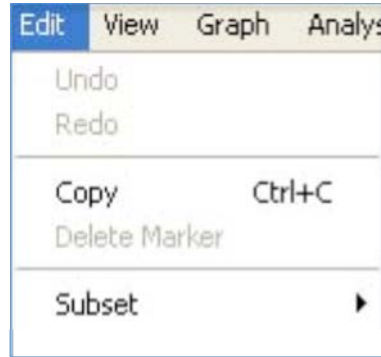 Edit View Graph Analys
Undo
Redo
Copy Ctrl+C
Delete Marker
Subset